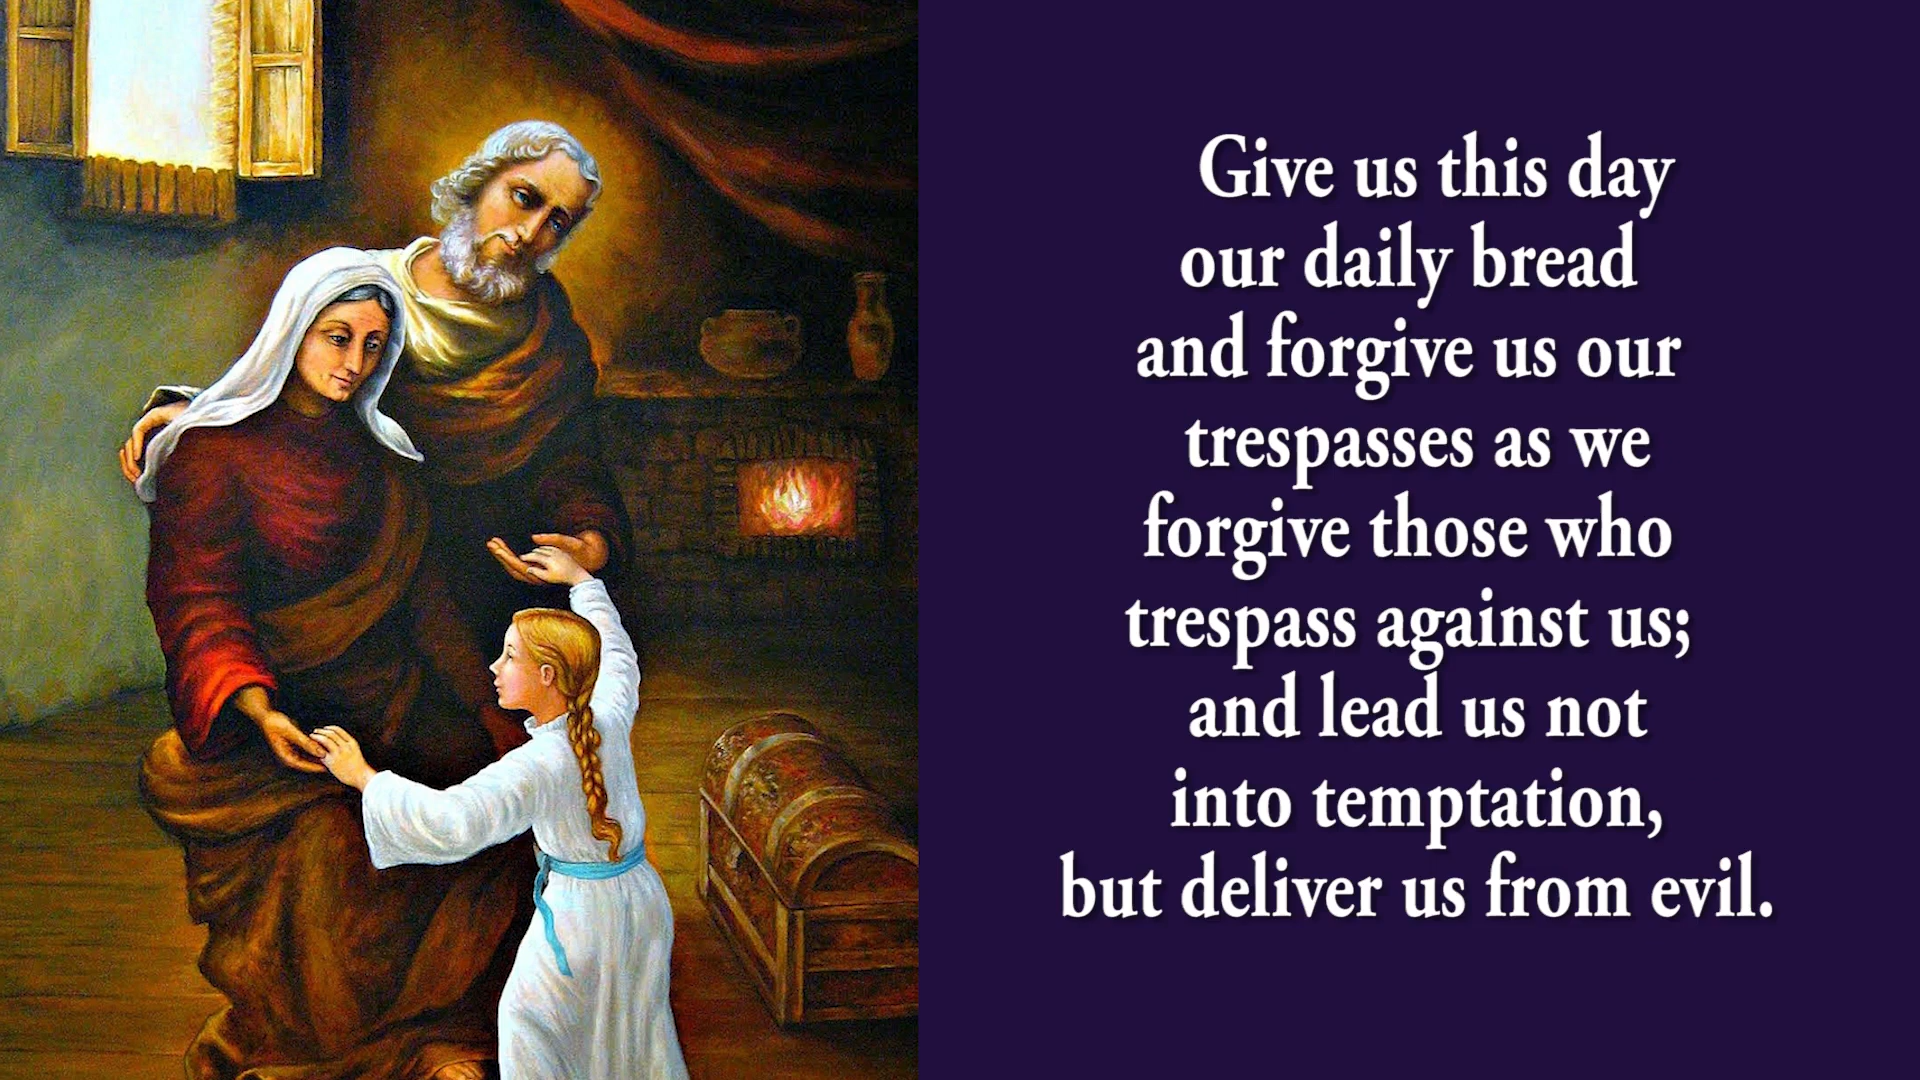 Give us this day
our daily bread
and forgive us our
trespasses as we
forgive those who
trespass against us;
and lead us not
into temptation,
but deliver us from evil.